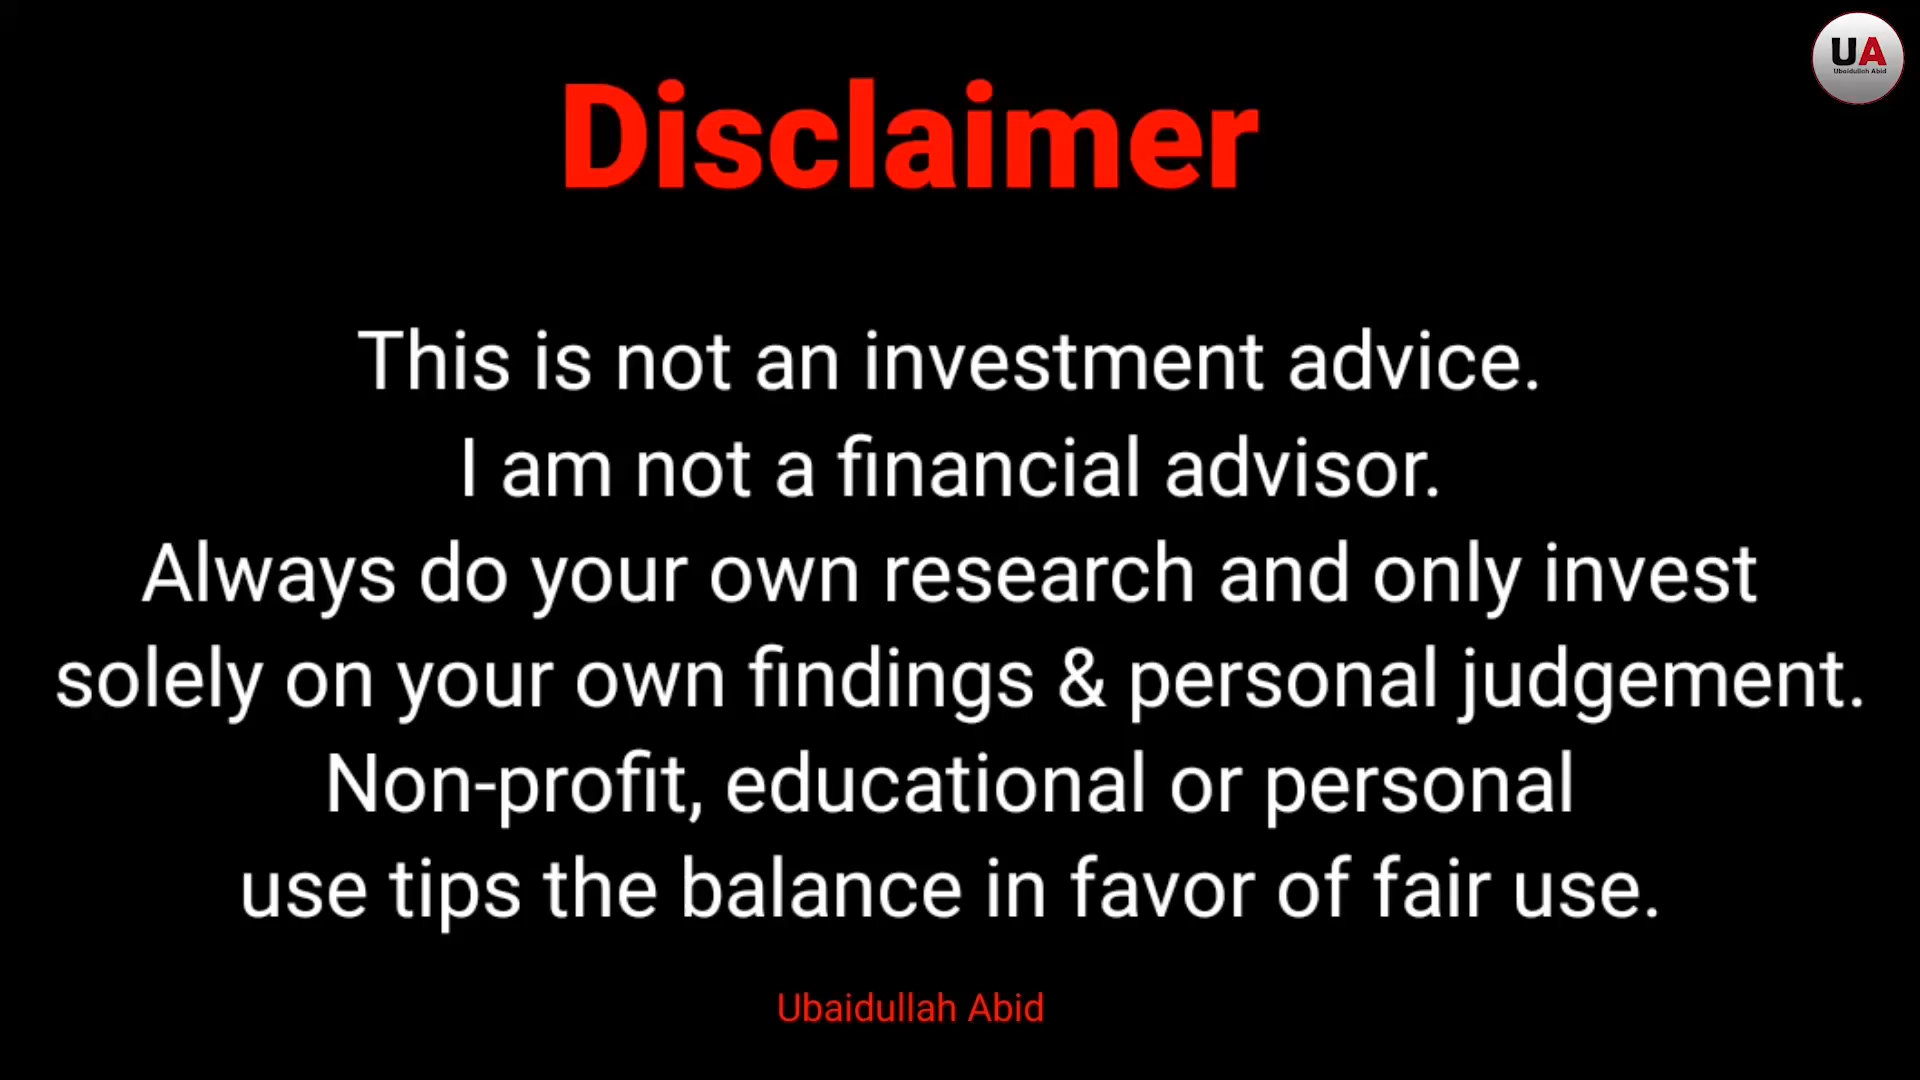 UA
Ubaidullah Abid
Disclaimer
This is not an investment advice.
I am not a financial advisor.
Always do your own research and only invest
solely on your own findings & personal judgement.
Non-profit, educational or personal
use tips the balance in favor of fair use.
Ubaidullah Abid